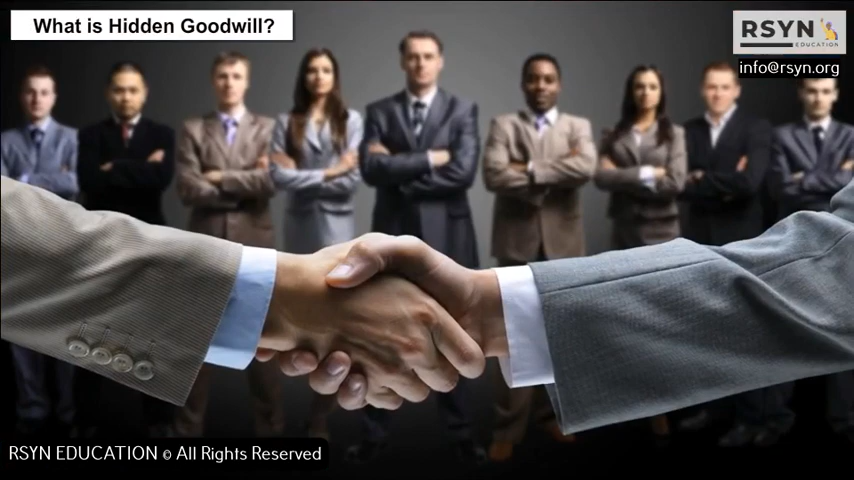 What is Hidden Goodwill?
RSYN
EDUCATION
info@rsyn.org
RSYN EDUCATION © All Rights Reserved